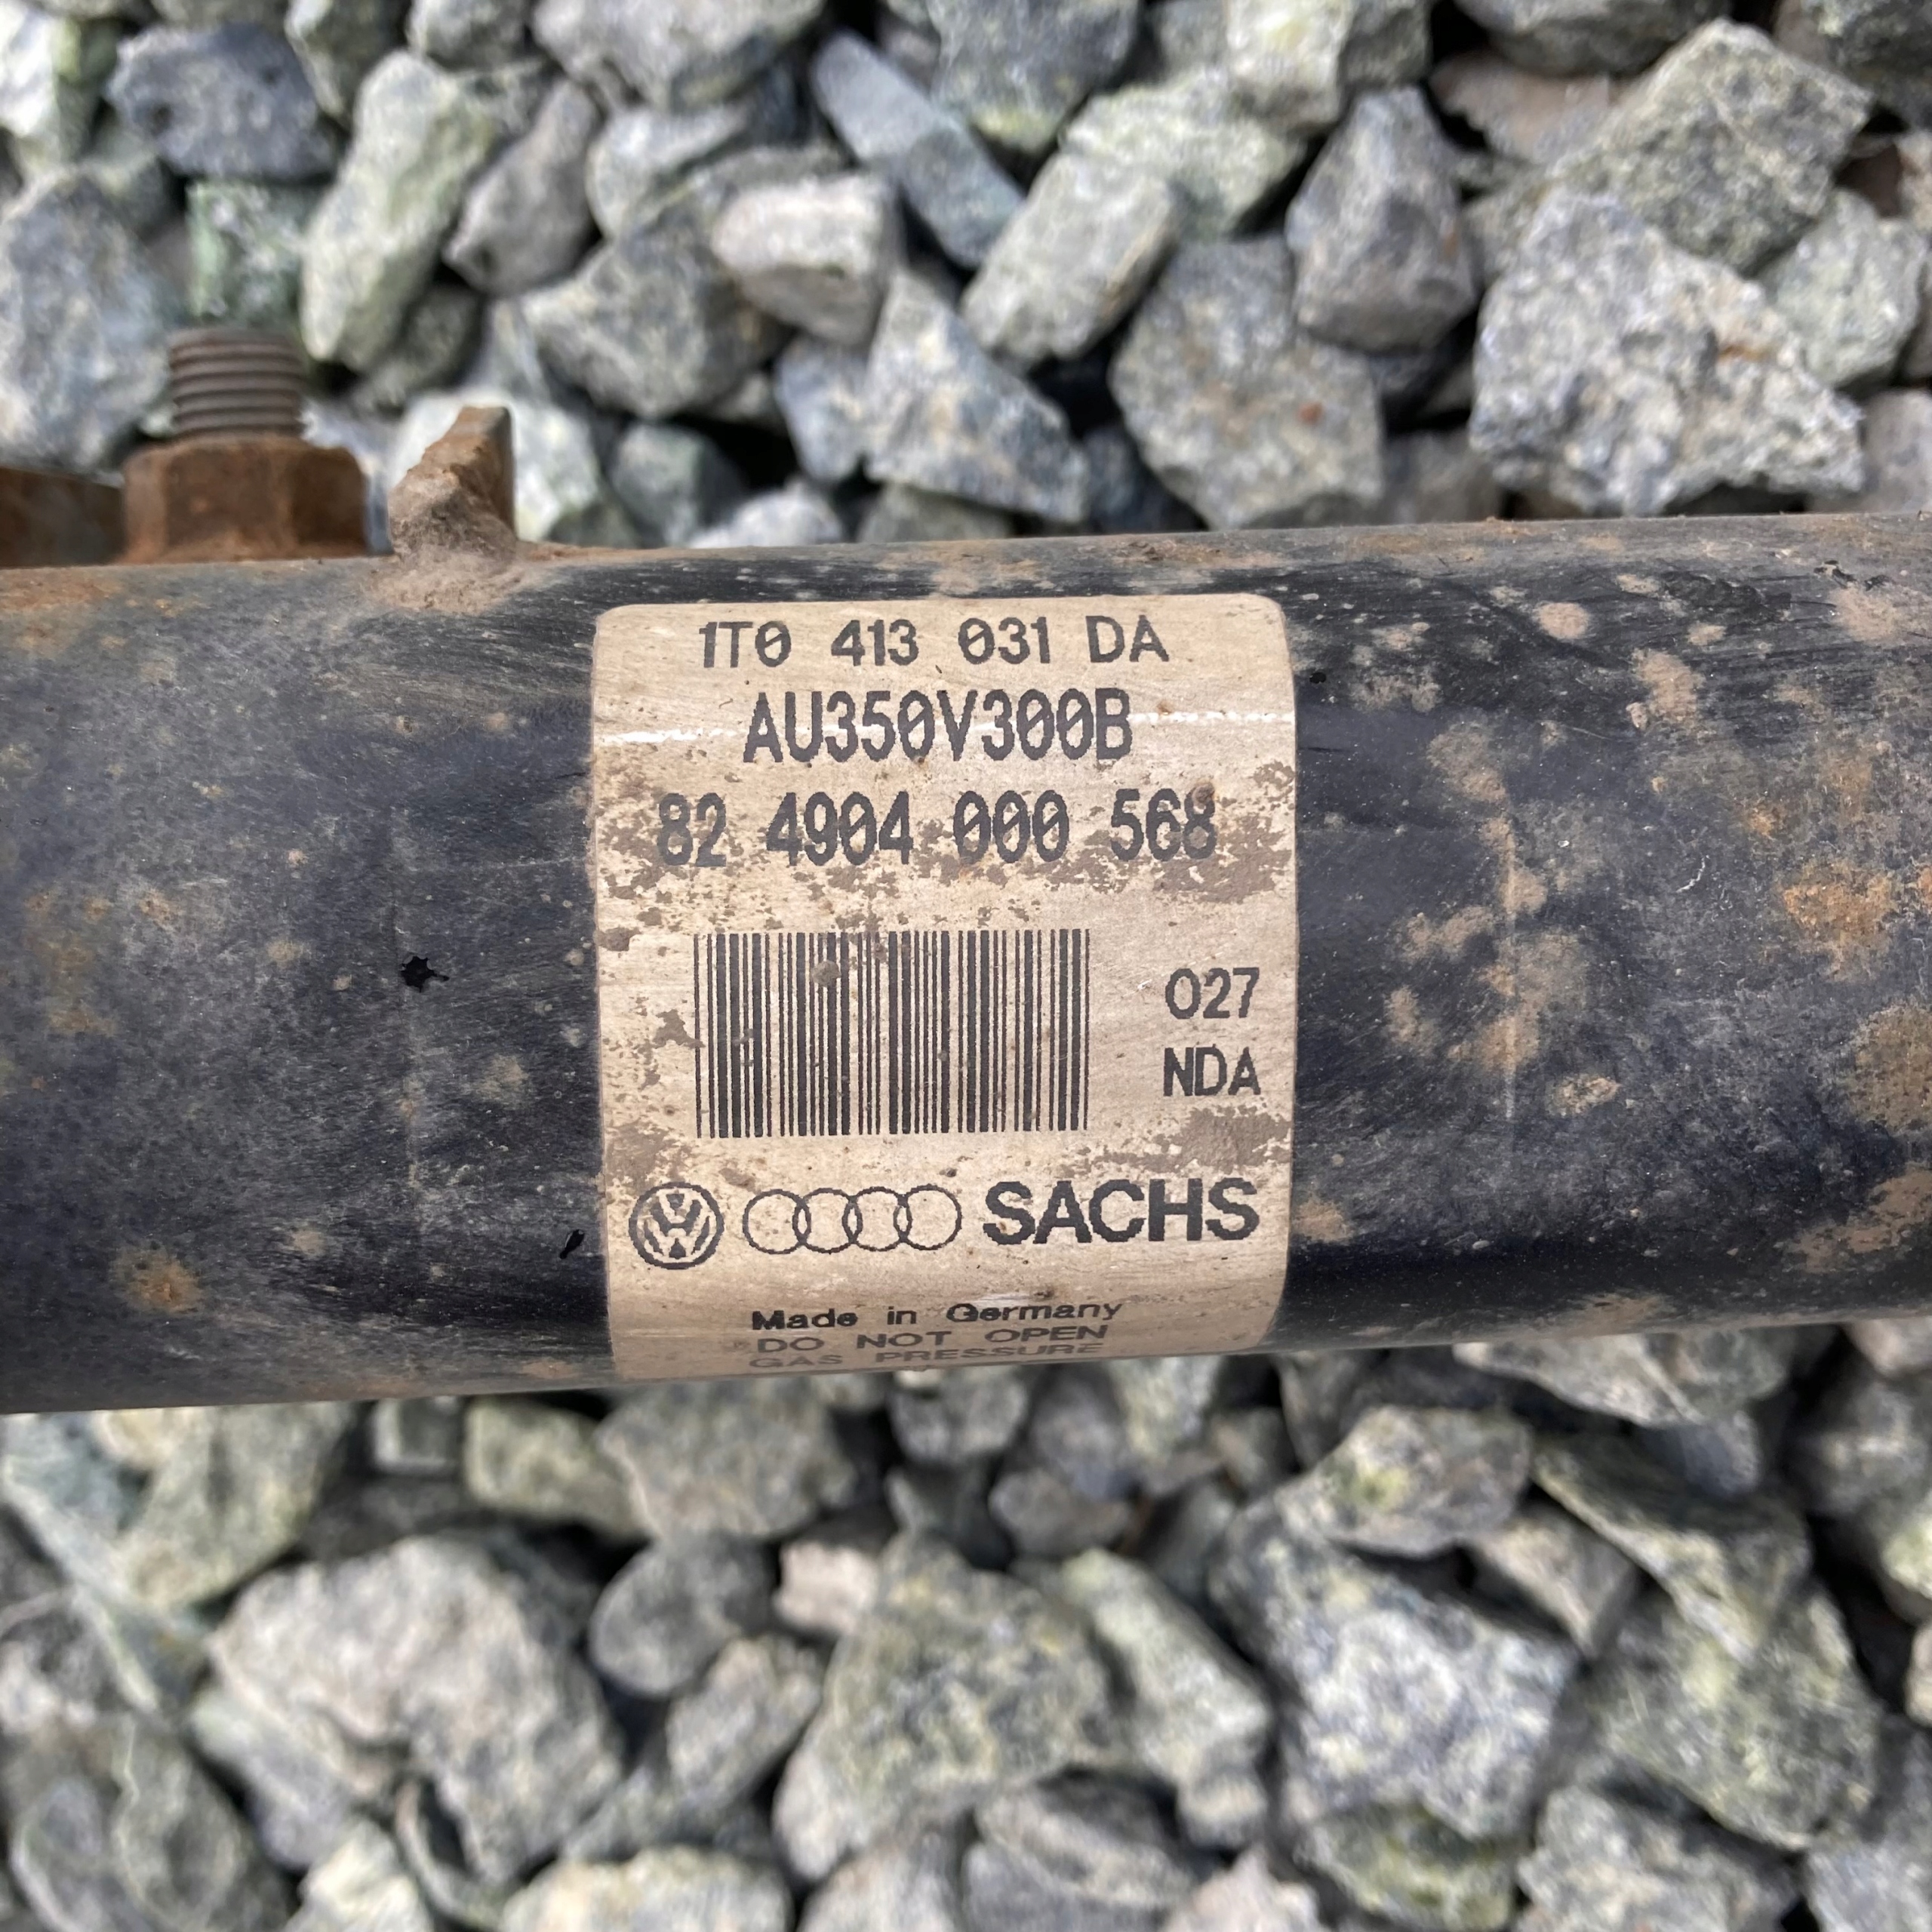 1T0 413 031 DA
AU350V300B
82 4904 000 568
027
NDA
SACHS
Made in Germany
DO NOT OPEN
GAS PRESSURE